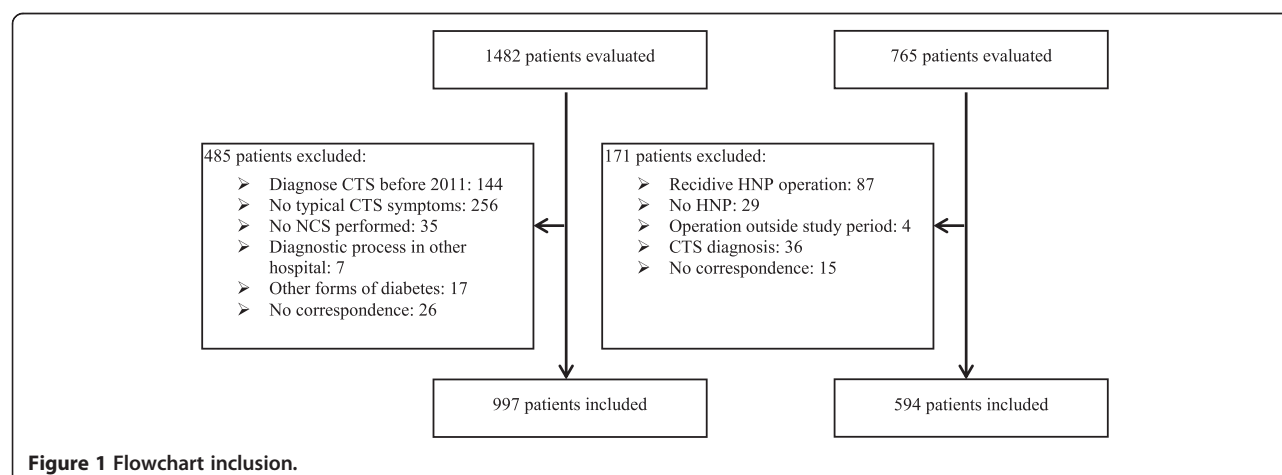 1482 patients evaluated
765 patients evaluated
485 patients excluded:
➢ Diagnose CTS before 2011: 144
➢ No typical CTS symptoms: 256
➢ No NCS performed: 35
➢ Diagnostic process in other
hospital: 7
➢ Other forms of diabetes: 17
➢ No correspondence: 26
171 patients excluded:
➢ Recidive HNP operation: 87
➢ No HNP: 29
➢ Operation outside study period: 4
➢ CTS diagnosis: 36
➢ No correspondence: 15
997 patients included
594 patients included
Figure 1 Flowchart inclusion.